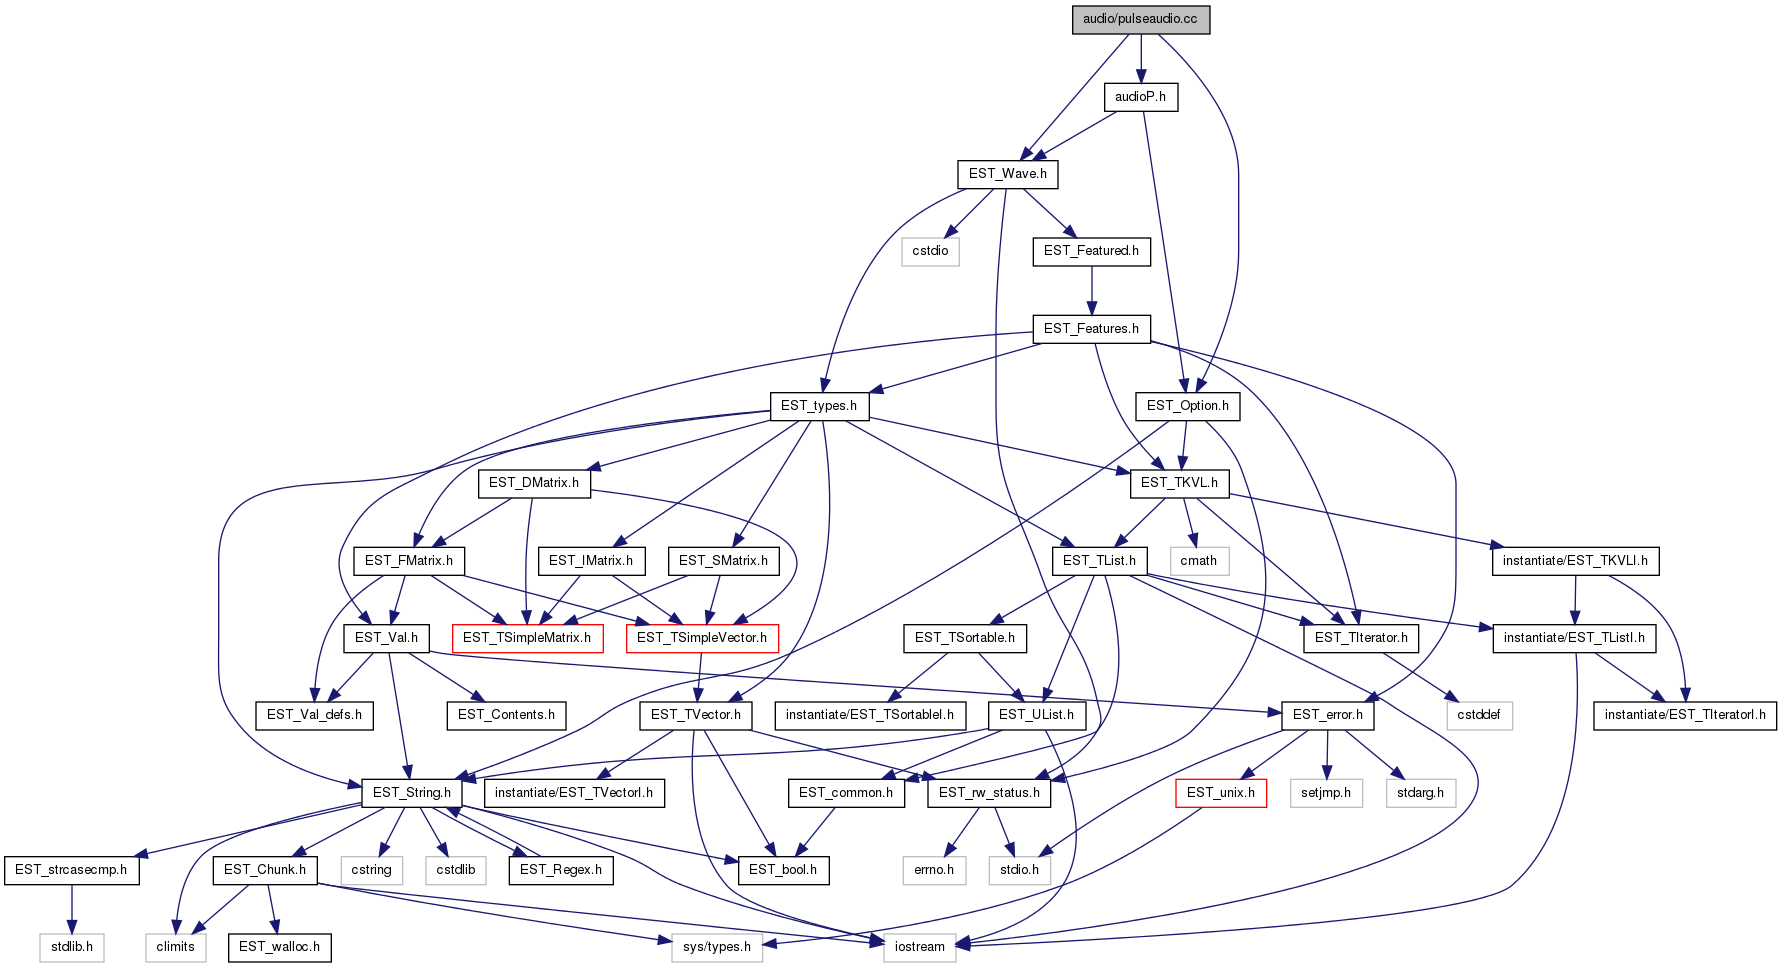 audio/pulseaudio.cc
audioP.h
EST_Wave.h
cstdio
EST_Featured.h
EST_Features.h
EST_types.h
EST_Option.h
EST_DMatrix.h
EST_TKVL.h
EST_FMatrix.h
EST_IMatrix.h
EST_SMatrix.h
EST_TList.h
cmath
instantiate/EST_TKVLI.h
EST_Val.h
EST_TSimpleMatrix.h
EST_TSimpleVector.h
EST_TSortable.h
EST_TIterator.h
instantiate/EST_TListI.h
EST_Val_defs.h
EST_Contents.h
EST_TVector.h
instantiate/EST_TSortableI.h
EST_UList.h
EST_error.h
cstddef
instantiate/EST_TIteratorI.h
EST_String.h
instantiate/EST_TVectorI.h
EST_common.h
EST_rw_status.h
EST_unix.h
setjmp.h
stdarg.h
EST_strcasecmp.h
EST_Chunk.h
cstring
cstdlib
EST_Regex.h
EST_bool.h
errno.h
stdio.h
stdlib.h
climits
EST_walloc.h
sys/types.h
iostream